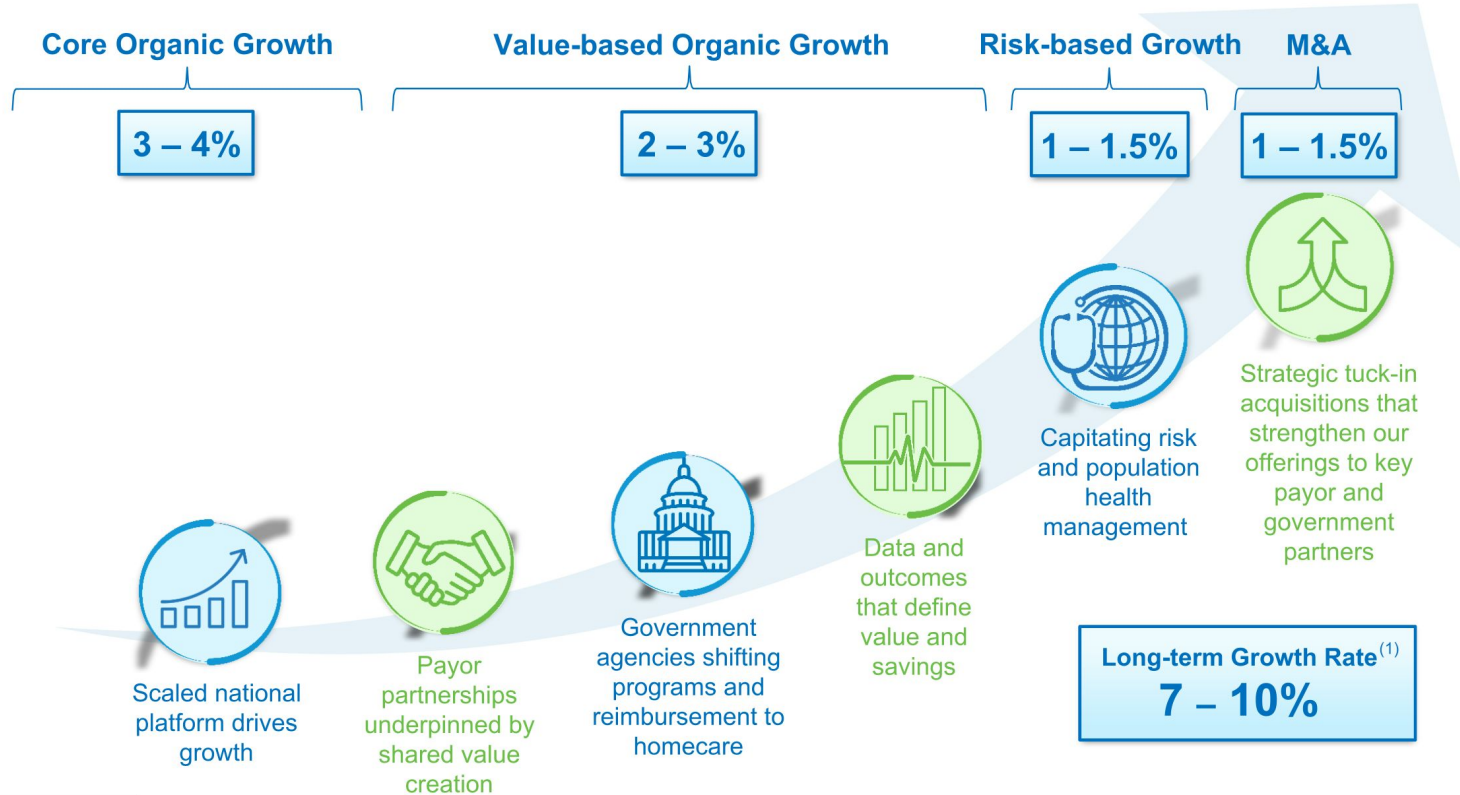 Core Organic Growth
Value-based Organic Growth
Risk-based Growth
M&A
3 – 4%
2 – 3%
1 – 1.5%
1 – 1.5%
Scaled national
platform drives
growth
Payor
partnerships
underpinned by
shared value
creation
Government
agencies shifting
programs and
reimbursement to
homecare
Data and
outcomes
that define
value and
savings
Capitating risk
and population
health
management
Strategic tuck-in
acquisitions that
strengthen our
offerings to key
payor and
government
partners
Long-term Growth Rate(1)
7 – 10%